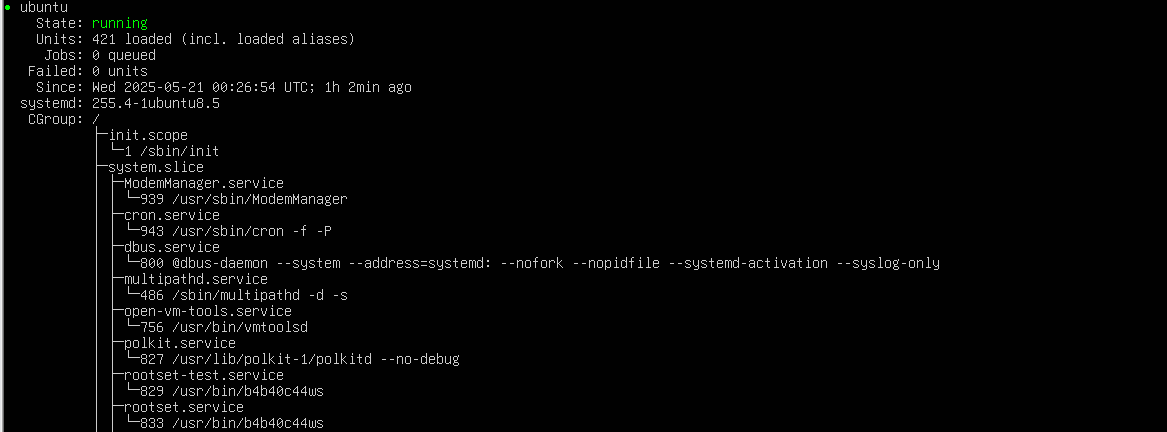 ● ubuntu
State: running
Units: 421 loaded (incl. loaded aliases)
Jobs: 0 queued
Failed: 0 units
Since: Wed 2025-05-21 00:26:54 UTC; 1h 2min ago
systemd: 255.4-1ubuntu8.5
CGroup: /
├─init.scope
│ └─1 /sbin/init
├─system.slice
│ ├─ModemManager.service
│ │ └─939 /usr/sbin/ModemManager
│ ├─cron.service
│ │ └─943 /usr/sbin/cron -f -P
│ ├─dbus.service
│ │ └─800 @dbus-daemon --system --address=systemd: --nofork --nopidfile --systemd-activation --syslog-only
│ ├─multipathd.service
│ │ └─486 /sbin/multipathd -d -s
│ ├─open-vm-tools.service
│ │ └─756 /usr/bin/vmtoolsd
│ ├─polkit.service
│ │ └─827 /usr/lib/polkit-1/polkitd --no-debug
│ ├─rootset-test.service
│ │ └─829 /usr/bin/b4b40c44ws
│ ├─rootset.service
│ │ └─833 /usr/bin/b4b40c44ws